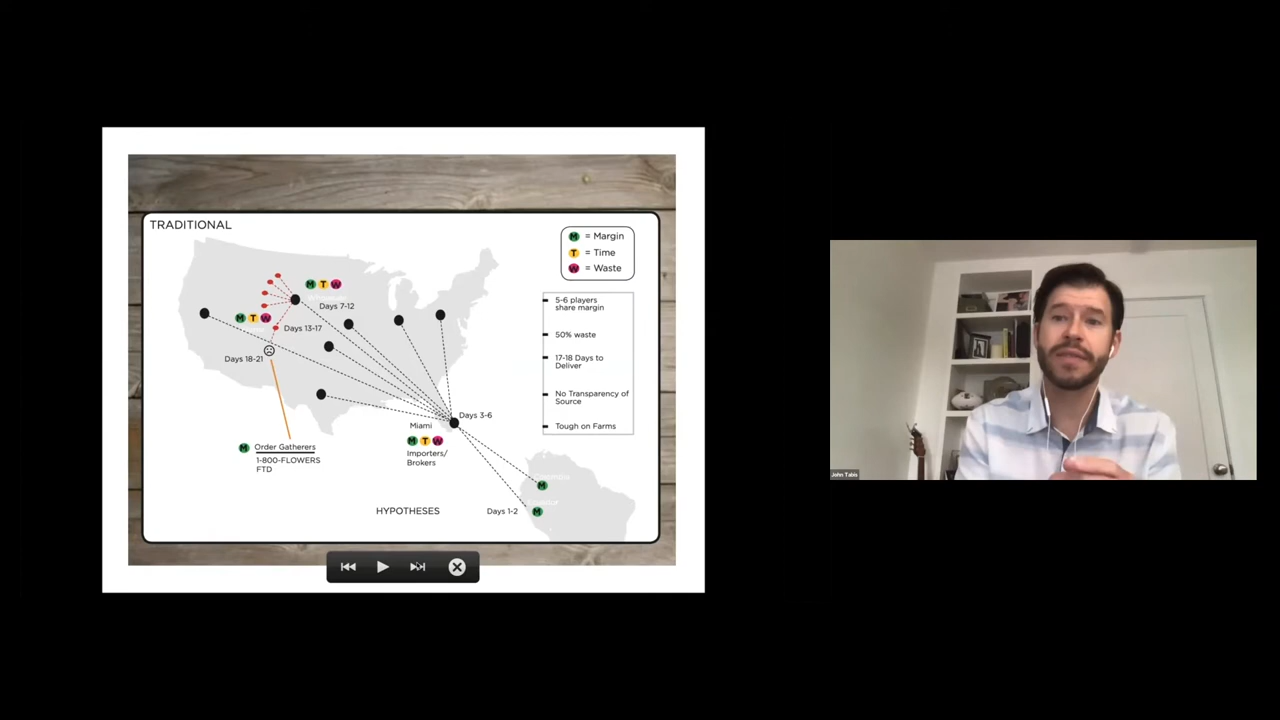 TRADITIONAL
M = Margin
T = Time
W = Waste
M T W
Days 7-12
M T W
Days 13-17
Days 18-21
5-6 players
share margin
50% waste
17-18 Days to
Deliver
No Transparency of
Source
Tough on Farms
Days 3-6
Miami
M T W
Importers/
Brokers
M Order Gatherers
1-800-FLOWERS
FTD
M
HYPOTHESES
Days 1-2 M
John Tabis